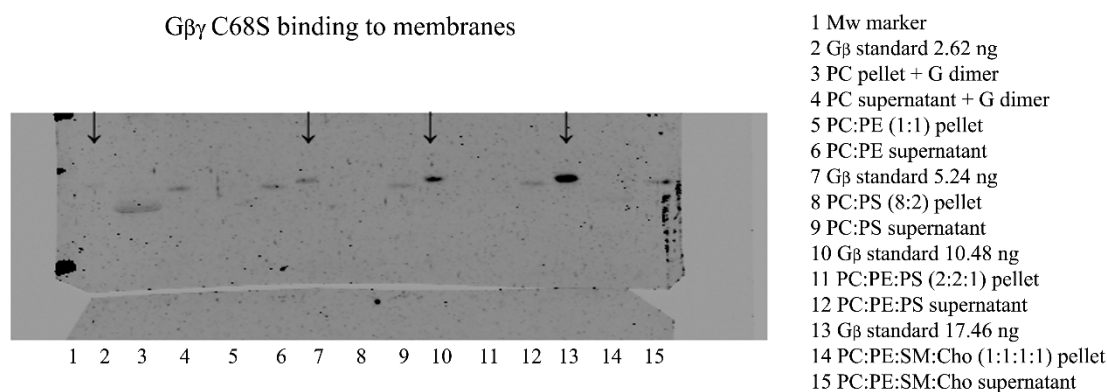 Gβγ C68S binding to membranes
1 Mw marker
2 Gβ standard 2.62 ng
3 PC pellet + G dimer
4 PC supernatant + G dimer
5 PC:PE (1:1) pellet
6 PC:PE supernatant
7 Gβ standard 5.24 ng
8 PC:PS (8:2) pellet
9 PC:PS supernatant
10 Gβ standard 10.48 ng
11 PC:PE:PS (2:2:1) pellet
12 PC:PE:PS supernatant
13 Gβ standard 17.46 ng
14 PC:PE:SM:Cho (1:1:1:1) pellet
15 PC:PE:SM:Cho supernatant
1 2 3 4 5 6 7 8 9 10 11 12 13 14 15